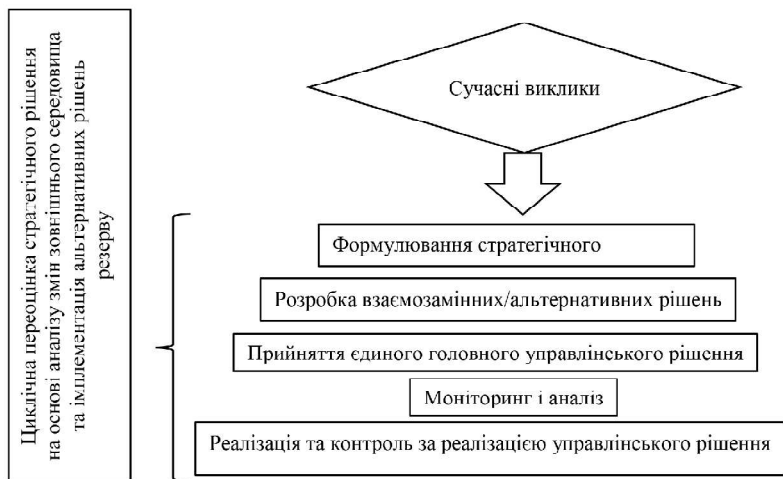 Циклічна переоцінка стратегічного рішення
на основі аналізу змін зовнішнього середовища
та імплементація альтернативних рішень
резерву
Сучасні виклики
Формулювання стратегічного
Розробка взаємозамінних/альтернативних рішень
Прийняття єдиного головного управлінського рішення
Моніторинг і аналіз
Реалізація та контроль за реалізацією управлінського рішення